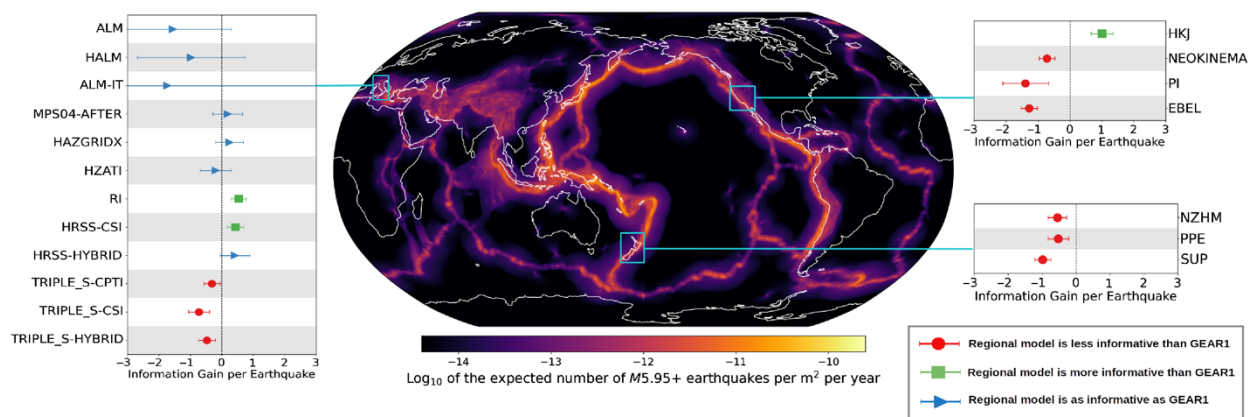 ALM
HALM
ALM-IT
MPS04-AFTER
HAZGRIDX
HZATI
RI
HRSS-CSI
HRSS-HYBRID
TRIPLE_S-CPTI
TRIPLE_S-CSI
TRIPLE_S-HYBRID
−3 −2 −1 0 1 2 3
Information Gain per Earthquake
−14 −13 −12 −11 −10
Log10 of the expected number of M5.95+ earthquakes per m² per year
HKJ
NEOKINEMA
PI
EBEL
−3 −2 −1 0 1 2 3
Information Gain per Earthquake
NZHM
PPE
SUP
−3 −2 −1 0 1 2 3
Information Gain per Earthquake
Regional model is less informative than GEAR1
Regional model is more informative than GEAR1
Regional model is as informative as GEAR1